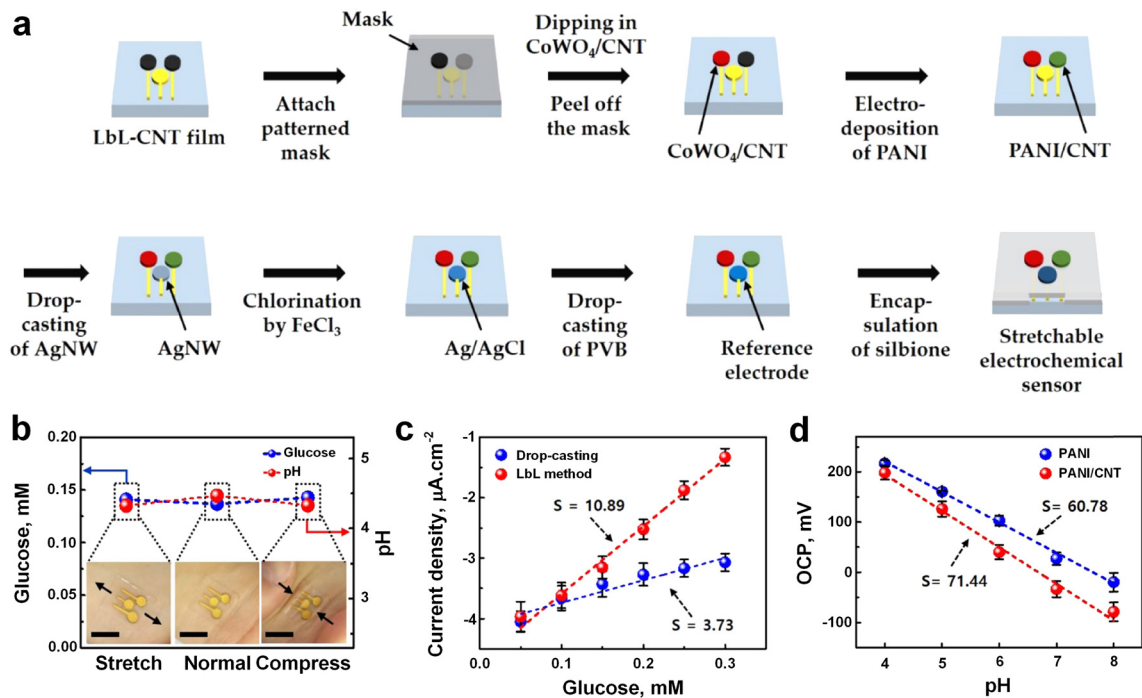 a
Mask
Dipping in
CoWO₄/CNT
LbL-CNT film
Attach
patterned
mask
Peel off
the mask
CoWO₄/CNT
Electro-
deposition
of PANI
PANI/CNT
Drop-
casting
of AgNW
AgNW
Chlorination
by FeCl₃
Ag/AgCl
Drop-
casting
of PVB
Reference
electrode
Encap-
sulation
of silbione
Stretchable
electrochemical
sensor
b
Glucose, mM
0.20
0.15
0.10
0.05
0.00
Glucose
pH
5
4
3
pH
Stretch
Normal
Compress
c
Current density, μA.cm⁻²
-1
-2
-3
-4
Drop-casting
LbL method
S = 10.89
S = 3.73
0.0
0.1
0.2
0.3
Glucose, mM
d
OCP, mV
200
100
0
-100
PANI
PANI/CNT
S = 60.78
S= 71.44
4
5
6
7
8
pH